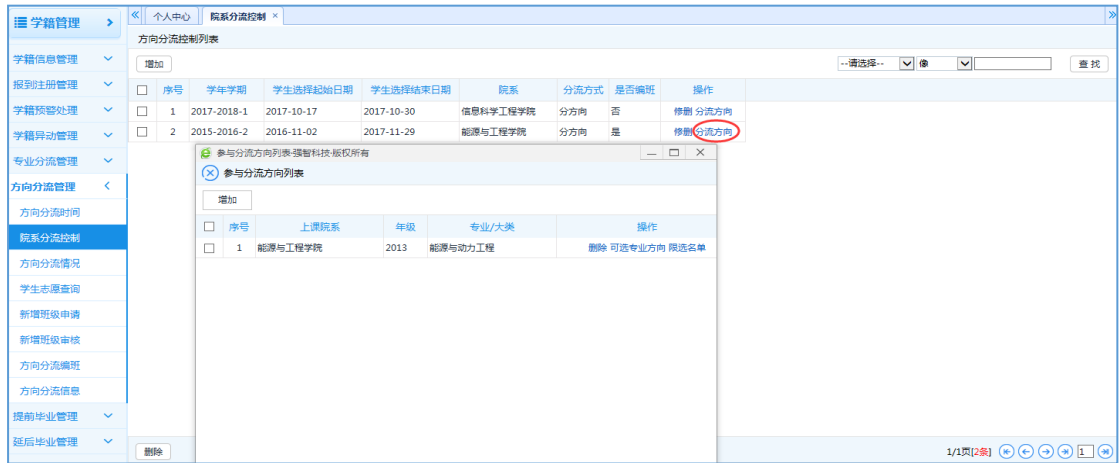 学籍管理
个人中心 院系分流控制 ×
方向分流控制列表
学籍信息管理
报到注册管理
学籍预警处理
学籍异动管理
专业分流管理
方向分流管理
方向分流时间
院系分流控制
方向分流情况
学生志愿查询
新增班级申请
新增班级审核
方向分流编班
方向分流信息
提前毕业管理
延后毕业管理
增加 --请选择-- 像 查 找
序号 学年学期 学生选择起始日期 学生选择结束日期 院系 分流方式 是否编班 操作
1 2017-2018-1 2017-10-17 2017-10-30 信息科学工程学院 分方向 否 修删 分流方向
2 2015-2016-2 2016-11-02 2017-11-29 能源与工程学院 分方向 是 修删 分流方向
参与分流方向列表-强智科技-版权所有
参与分流方向列表
增加
序号 上课院系 年级 专业/大类 操作
1 能源与工程学院 2013 能源与动力工程 删除 可选专业方向 限选名单
删除 1/1页[2条] 1